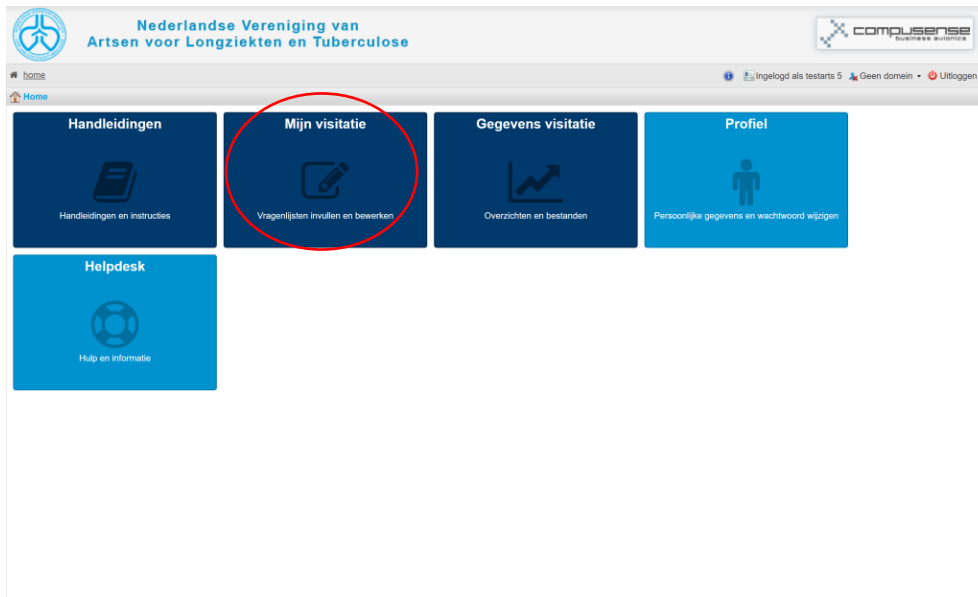 Nederlandse Vereniging van
Artsen voor Longziekten en Tuberculose
compusense
business avionics
home
Ingelogd als testarts 5 Geen domein Uitloggen
Home
Handleidingen
Handleidingen en instructies
Mijn visitatie
Vragenlijsten invullen en bewerken
Gegevens visitatie
Overzichten en bestanden
Profiel
Persoonlijke gegevens en wachtwoord wijzigen
Helpdesk
Hulp en informatie